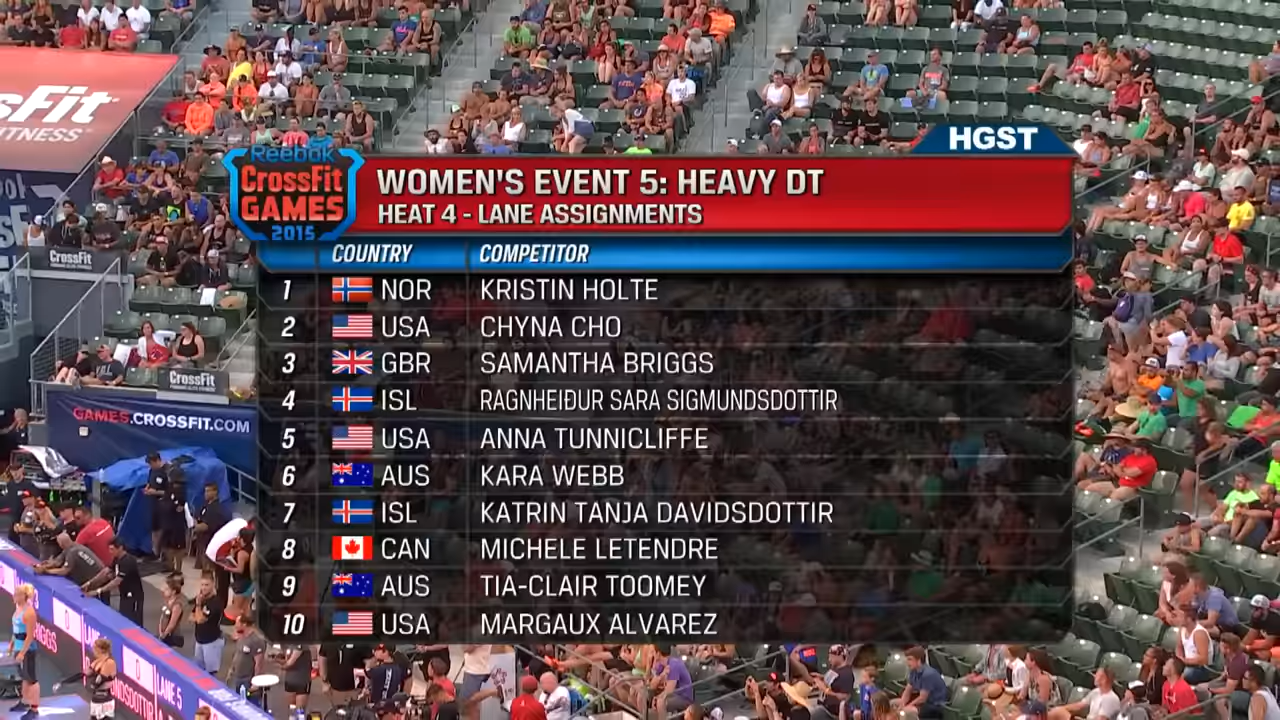 HGST
Reebok
CrossFit
GAMES
2015
WOMEN'S EVENT 5: HEAVY DT
HEAT 4 - LANE ASSIGNMENTS
COUNTRY COMPETITOR
1 NOR KRISTIN HOLTE
2 USA CHYNA CHO
3 GBR SAMANTHA BRIGGS
4 ISL RAGNHEIÐUR SARA SIGMUNDSDOTTIR
5 USA ANNA TUNNICLIFFE
6 AUS KARA WEBB
7 ISL KATRIN TANJA DAVIDSDOTTIR
8 CAN MICHELE LETENDRE
9 AUS TIA-CLAIR TOOMEY
10 USA MARGAUX ALVAREZ
sFit
ITNESS
CrossFit
CrossFit
GAMES.CROSSFIT.COM
LANE 5